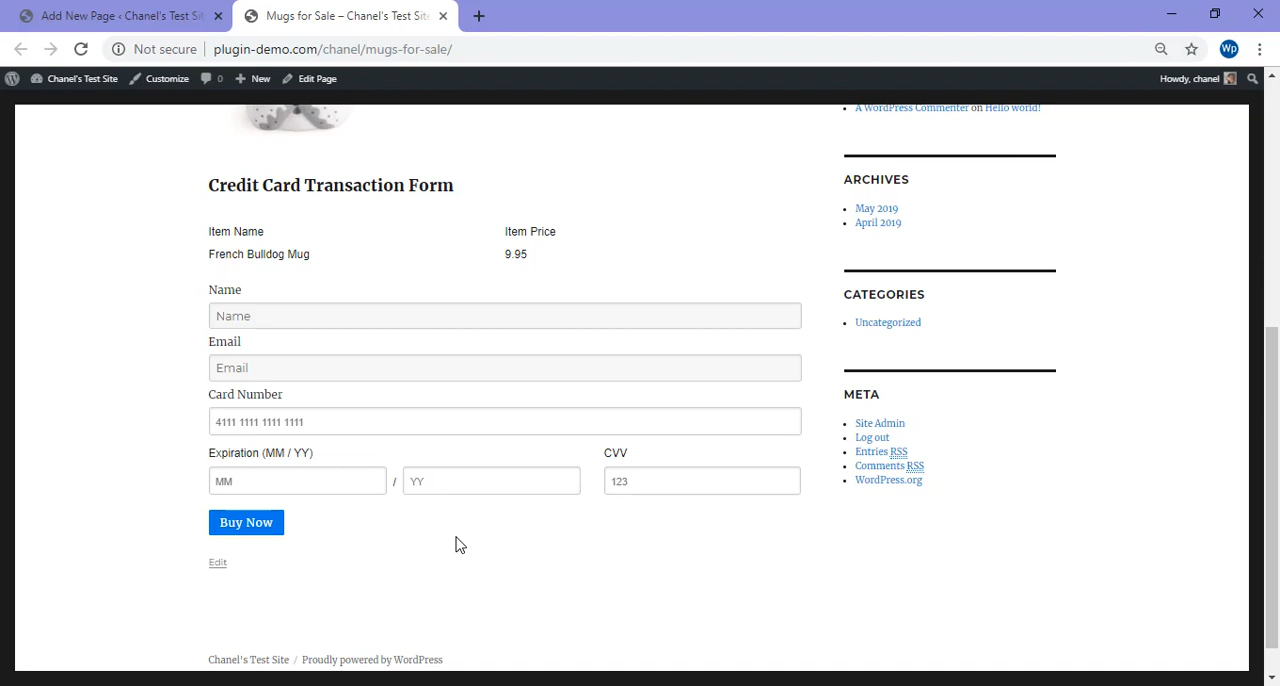 Add New Page ‹ Chanel's Test Sit
Mugs for Sale – Chanel's Test Site
Not secure
plugin-demo.com/chanel/mugs-for-sale/
Wp
Chanel's Test Site
Customize
0
New
Edit Page
Howdy, chanel
A WordPress Commenter on Hello world!
Credit Card Transaction Form
Item Name
Item Price
French Bulldog Mug
9.95
Name
Name
Email
Email
Card Number
4111 1111 1111 1111
Expiration (MM / YY)
CVV
MM
/
YY
123
Buy Now
Edit
ARCHIVES
May 2019
April 2019
CATEGORIES
Uncategorized
META
Site Admin
Log out
Entries RSS
Comments RSS
WordPress.org
Chanel's Test Site / Proudly powered by WordPress